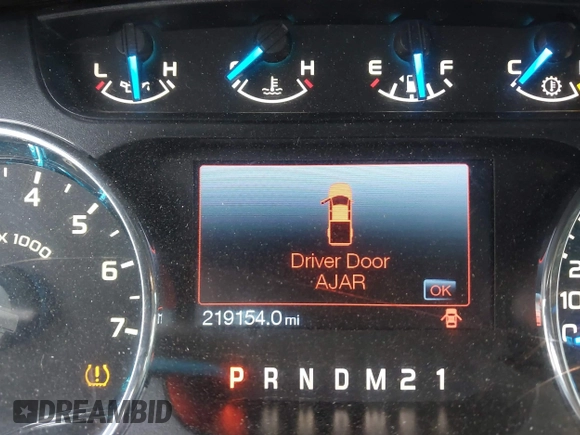 L H
C H
E F
C
4
5
6
7
X 1000
Driver Door
AJAR
OK
219154.0 mi
P R N D M 2 1
DREAMBID